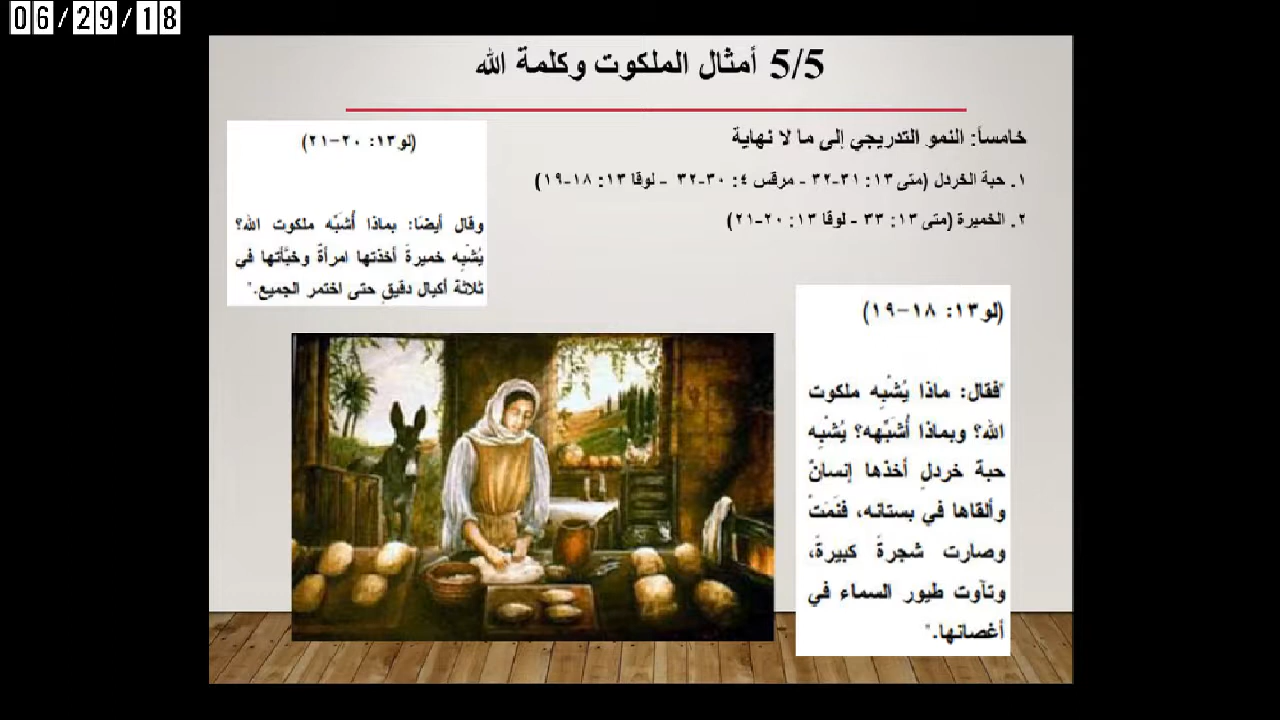 06/29/18
5/5 أمثال الملكوت وكلمة الله
خامساً: النمو التدريجي إلى ما لا نهاية
١. حبة الخردل (متى ١٣: ٣١-٣٢ - مرقس ٤: ٣٠-٣٢ - لوقا ١٣: ١٨-١٩)
٢. الخميرة (متى ١٣: ٣٣ - لوقا ١٣: ٢٠-٢١)
(لو١٣: ٢٠-٢١)
وقال أيضًا: بماذا أُشبّه ملكوت الله؟
يُشبِه خميرةً أخذتها امرأةٌ وخبَّأتها في
ثلاثة أكيال دقيقٍ حتى اختمر الجميع."
(لو١٣: ١٨-١٩)
"فقال: ماذا يُشْبِه ملكوت
الله؟ وبماذا أُشَبِّهه؟ يُشْبِه
حبةَ خردلٍ أخذها إنسانٌ
وألقاها في بستانه، فنَمَتْ
وصارت شجرةً كبيرةً،
وتآوت طيور السماء في
أغصانها."